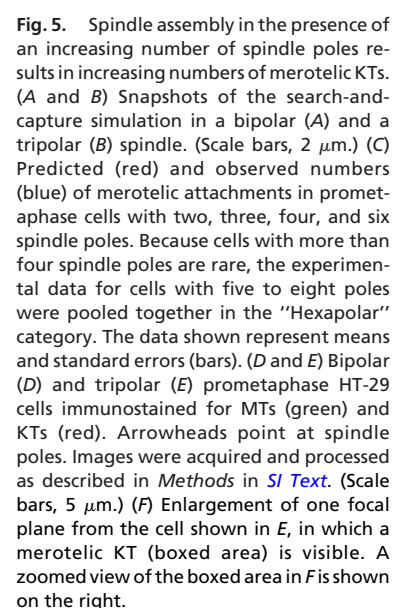 Fig. 5. Spindle assembly in the presence of
an increasing number of spindle poles re-
sults in increasing numbers of merotelic KTs.
(A and B) Snapshots of the search-and-
capture simulation in a bipolar (A) and a
tripolar (B) spindle. (Scale bars, 2 μm.) (C)
Predicted (red) and observed numbers
(blue) of merotelic attachments in promet-
aphase cells with two, three, four, and six
spindle poles. Because cells with more than
four spindle poles are rare, the experimen-
tal data for cells with five to eight poles
were pooled together in the ''Hexapolar''
category. The data shown represent means
and standard errors (bars). (D and E) Bipolar
(D) and tripolar (E) prometaphase HT-29
cells immunostained for MTs (green) and
KTs (red). Arrowheads point at spindle
poles. Images were acquired and processed
as described in Methods in SI Text. (Scale
bars, 5 μm.) (F) Enlargement of one focal
plane from the cell shown in E, in which a
merotelic KT (boxed area) is visible. A
zoomed view of the boxed area in F is shown
on the right.